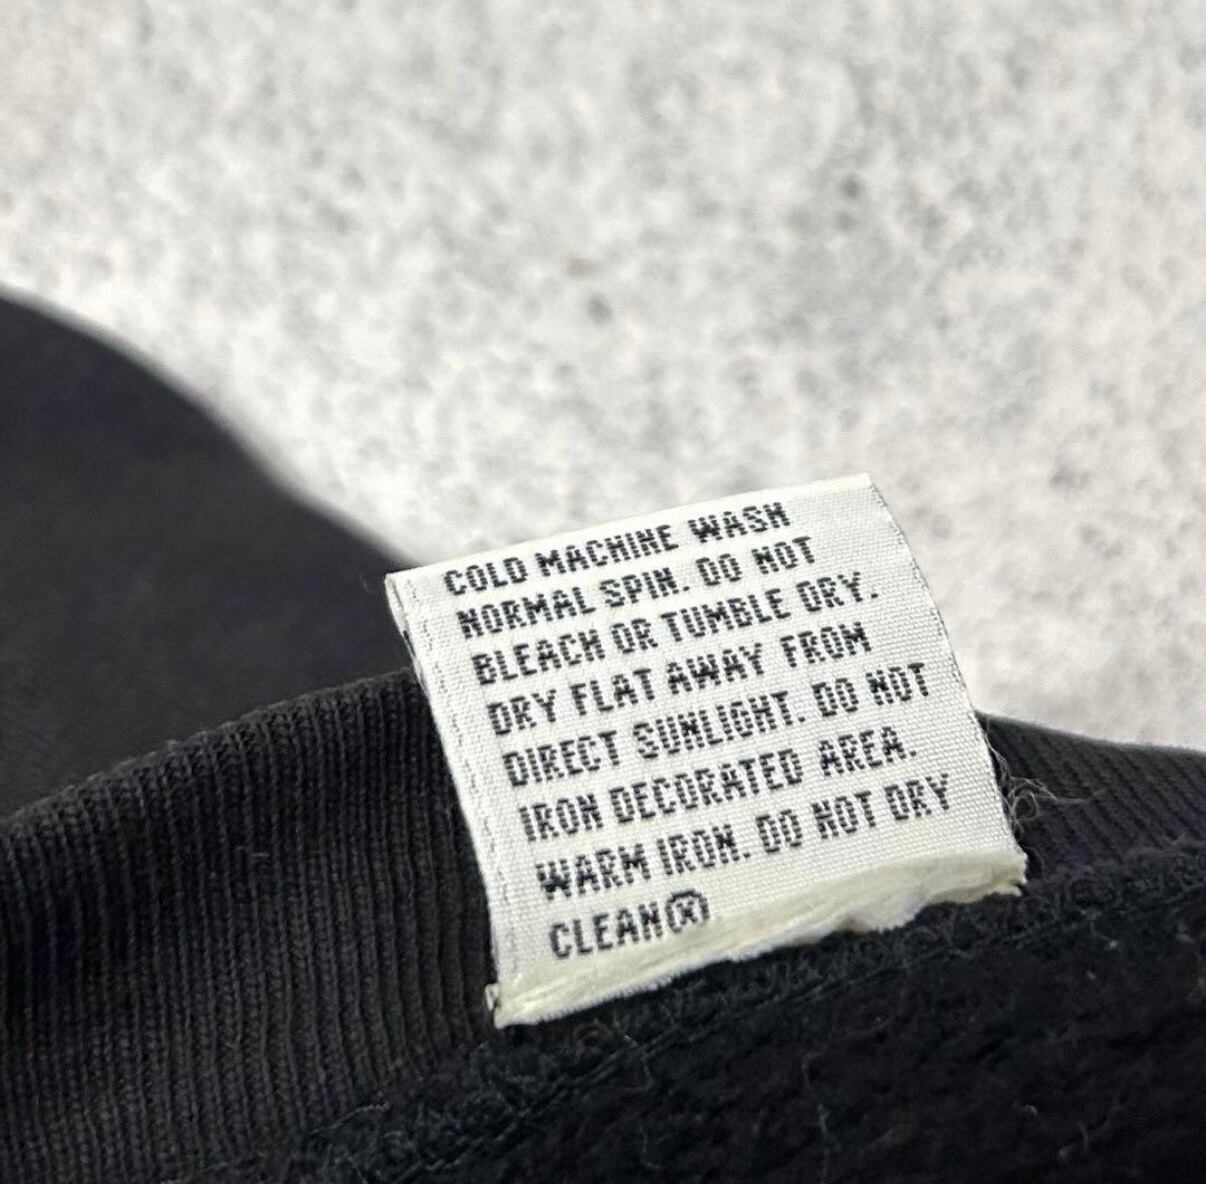 COLD MACHINE WASH
NORMAL SPIN. DO NOT
BLEACH OR TUMBLE DRY.
DRY FLAT AWAY FROM
DIRECT SUNLIGHT. DO NOT
IRON DECORATED AREA.
WARM IRON. DO NOT DRY
CLEANⓍ